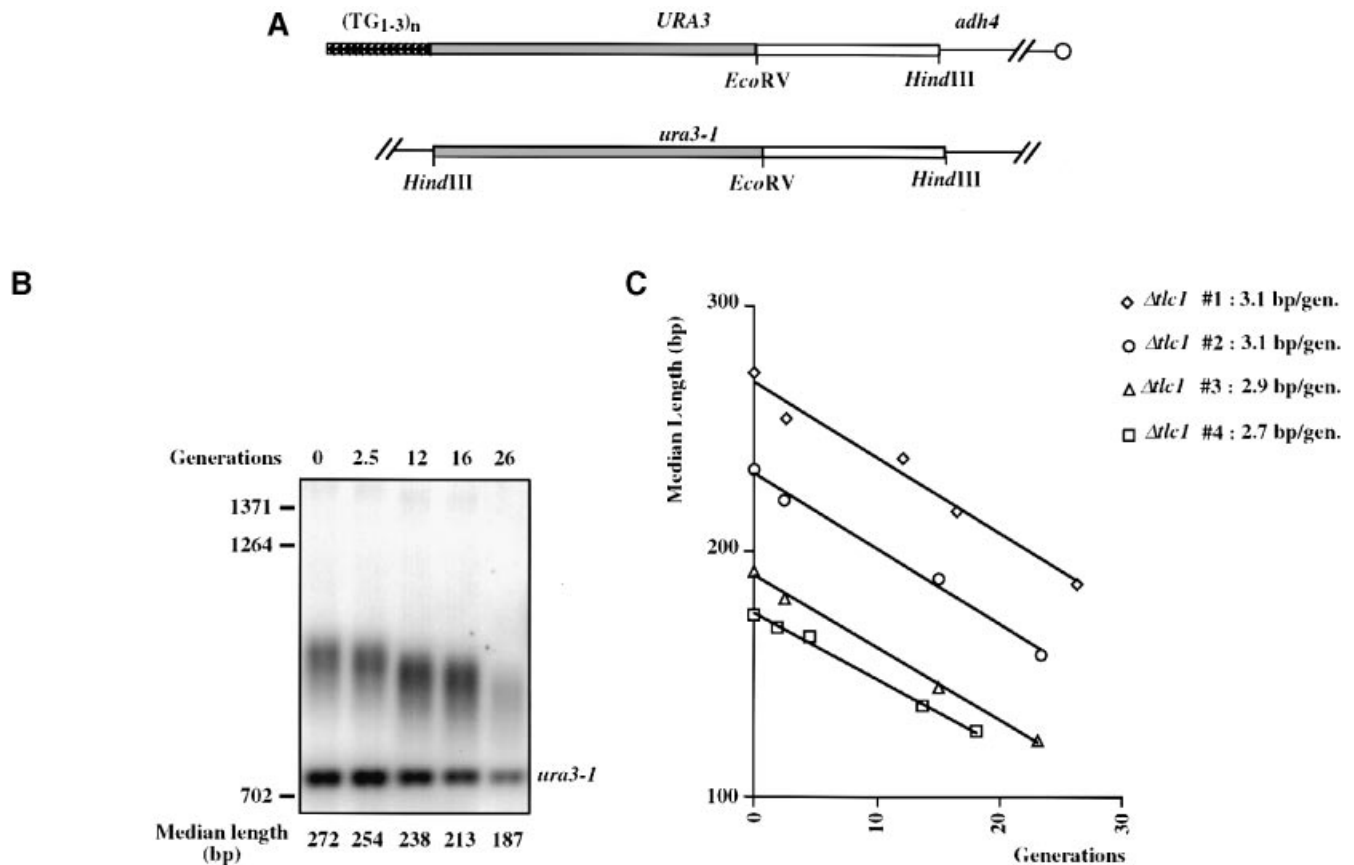 A
(TG1-3)n URA3 adh4
EcoRV HindIII
ura3-1
HindIII EcoRV HindIII
B
Generations 0 2.5 12 16 26
1371
1264
ura3-1
702
Median length (bp) 272 254 238 213 187
C
Median Length (bp)
300
200
100
0 10 20 30
Generations
Δtlc1 #1 : 3.1 bp/gen.
Δtlc1 #2 : 3.1 bp/gen.
Δtlc1 #3 : 2.9 bp/gen.
Δtlc1 #4 : 2.7 bp/gen.